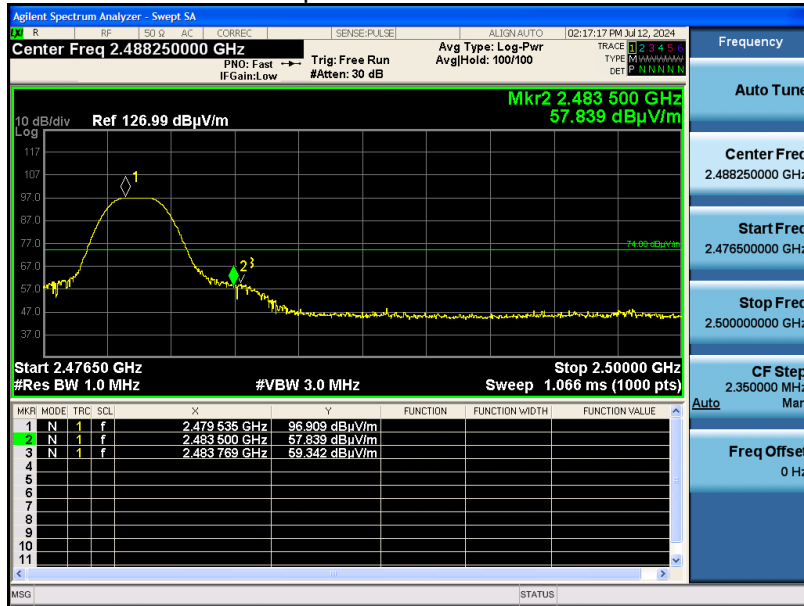 Agilent Spectrum Analyzer - Swept SA
LXI R RF 50 Ω AC CORREC SENSE:PULSE ALIGN AUTO 02:17:17 PM Jul 12, 2024
Center Freq 2.488250000 GHz
PNO: Fast
IFGain:Low
Trig: Free Run
#Atten: 30 dB
Avg Type: Log-Pwr
Avg|Hold: 100/100
TRACE 1 2 3 4 5 6
TYPE M
DET P N N N N N
Mkr2 2.483 500 GHz
57.839 dBµV/m
10 dB/div Ref 126.99 dBµV/m
Log
117
107
97.0
87.0
77.0
67.0
57.0
47.0
37.0
1
2
3
74.00 dBµV/m
Start 2.47650 GHz Stop 2.50000 GHz
#Res BW 1.0 MHz #VBW 3.0 MHz Sweep 1.066 ms (1000 pts)
MKR MODE TRC SCL X Y FUNCTION FUNCTION WIDTH FUNCTION VALUE
1 N 1 f 2.479 535 GHz 96.909 dBµV/m
2 N 1 f 2.483 500 GHz 57.839 dBµV/m
3 N 1 f 2.483 769 GHz 59.342 dBµV/m
4
5
6
7
8
9
10
11
MSG STATUS
Frequency
Auto Tune
Center Freq
2.488250000 GHz
Start Freq
2.476500000 GHz
Stop Freq
2.500000000 GHz
CF Step
2.350000 MHz
Auto Man
Freq Offset
0 Hz